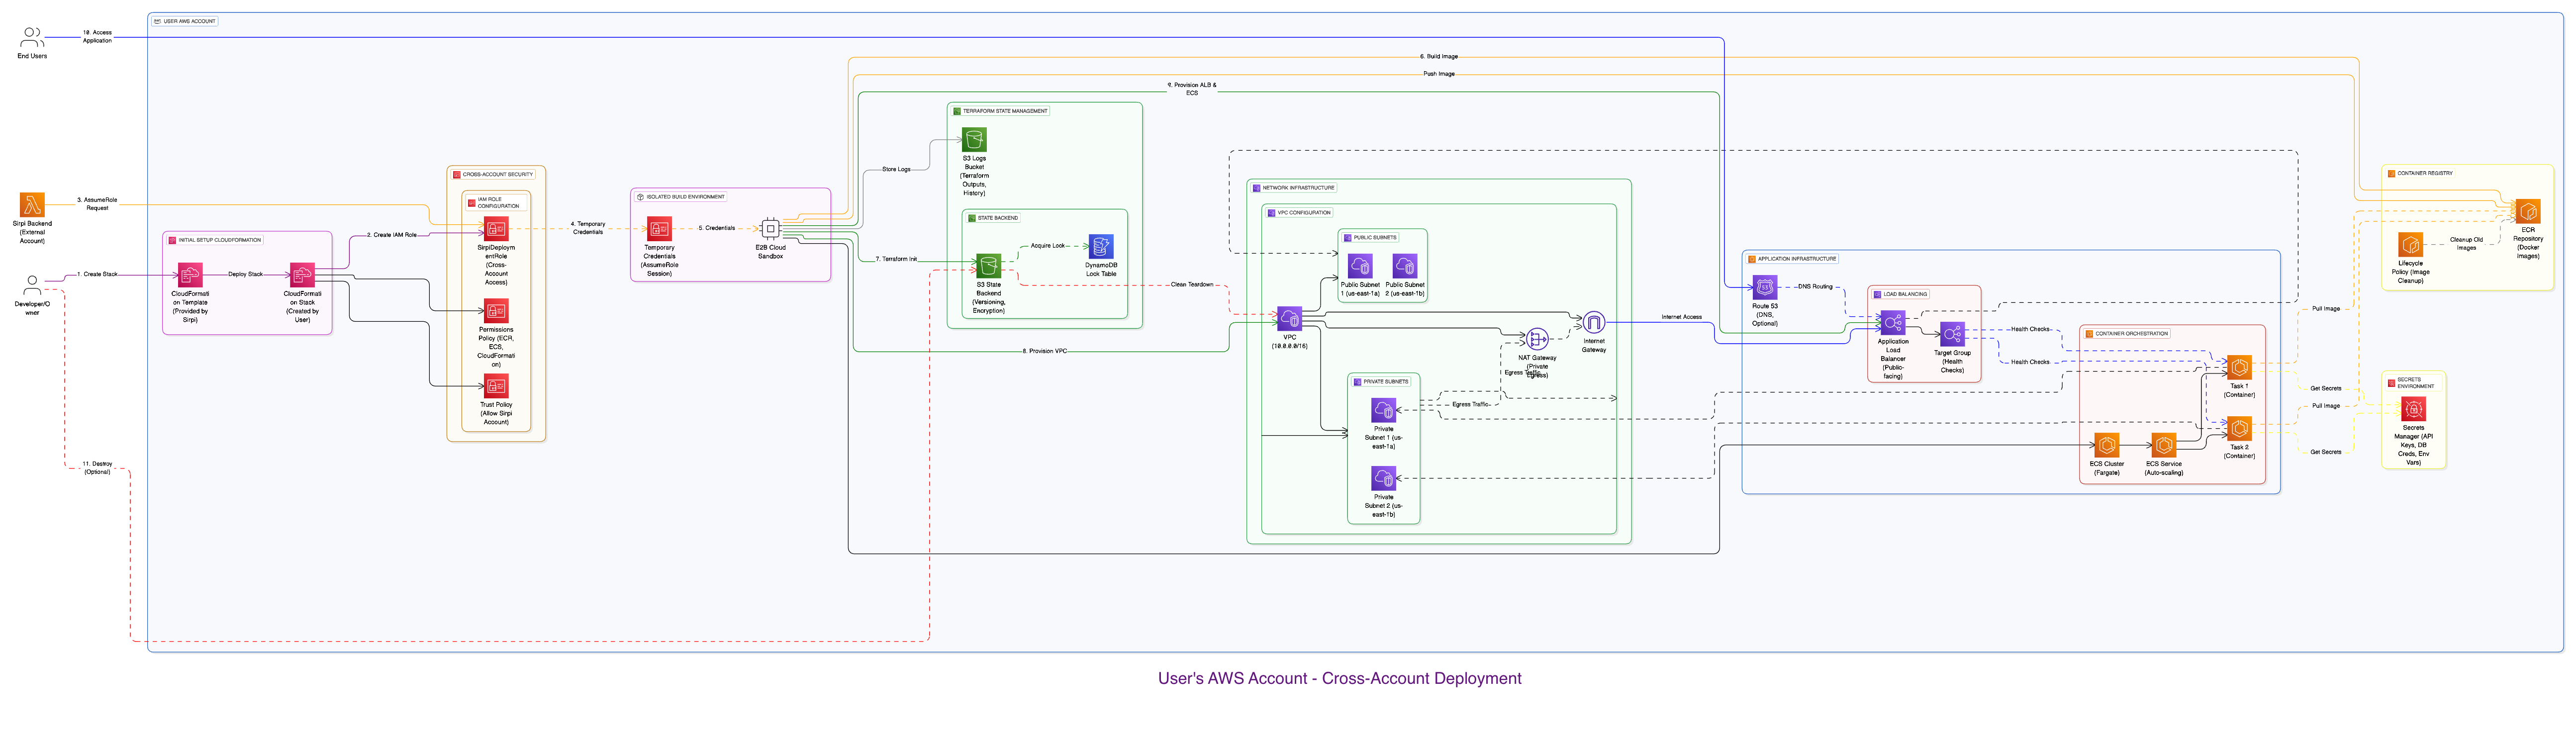 USER AWS ACCOUNT
End Users
10. Access
Application
6. Build Image
Push Image
9. Provision ALB &
ECS
TERRAFORM STATE MANAGEMENT
S3 Logs
Bucket
(Terraform
Outputs,
History)
Store Logs
STATE BACKEND
Acquire Lock
S3 State
Backend
(Versioning,
Encryption)
DynamoDB
Lock Table
Clean Teardown
Sirpi Backend
(External
Account)
3. AssumeRole
Request
CROSS-ACCOUNT SECURITY
IAM ROLE
CONFIGURATION
SirpiDeploym
entRole
(Cross-
Account
Access)
Permissions
Policy (ECR,
ECS,
CloudFormati
on)
Trust Policy
(Allow Sirpi
Account)
4. Temporary
Credentials
ISOLATED BUILD ENVIRONMENT
Temporary
Credentials
(AssumeRole
Session)
5. Credentials
E2B Cloud
Sandbox
7. Terraform Init
8. Provision VPC
INITIAL SETUP CLOUDFORMATION
2. Create IAM Role
Developer/O
wner
1. Create Stack
CloudFormati
on Template
(Provided by
Sirpi)
Deploy Stack
CloudFormati
on Stack
(Created by
User)
11. Destroy
(Optional)
NETWORK INFRASTRUCTURE
VPC CONFIGURATION
PUBLIC SUBNETS
Public Subnet
1 (us-east-1a)
Public Subnet
2 (us-east-1b)
VPC
(10.0.0.0/16)
NAT Gateway
(Private
Egress)
Egress Traffic
Internet
Gateway
Internet Access
PRIVATE SUBNETS
Egress Traffic
Private
Subnet 1 (us-
east-1a)
Private
Subnet 2 (us-
east-1b)
APPLICATION INFRASTRUCTURE
Route 53
(DNS,
Optional)
DNS Routing
LOAD BALANCING
Application
Load
Balancer
(Public-
facing)
Target Group
(Health
Checks)
Health Checks
Health Checks
CONTAINER ORCHESTRATION
Task 1
(Container)
Task 2
(Container)
ECS Cluster
(Fargate)
ECS Service
(Auto-scaling)
Pull Image
Get Secrets
Pull Image
Get Secrets
CONTAINER REGISTRY
Lifecycle
Policy (Image
Cleanup)
Cleanup Old
Images
ECR
Repository
(Docker
Images)
SECRETS
ENVIRONMENT
Secrets
Manager (API
Keys, DB
Creds, Env
Vars)
User's AWS Account - Cross-Account Deployment